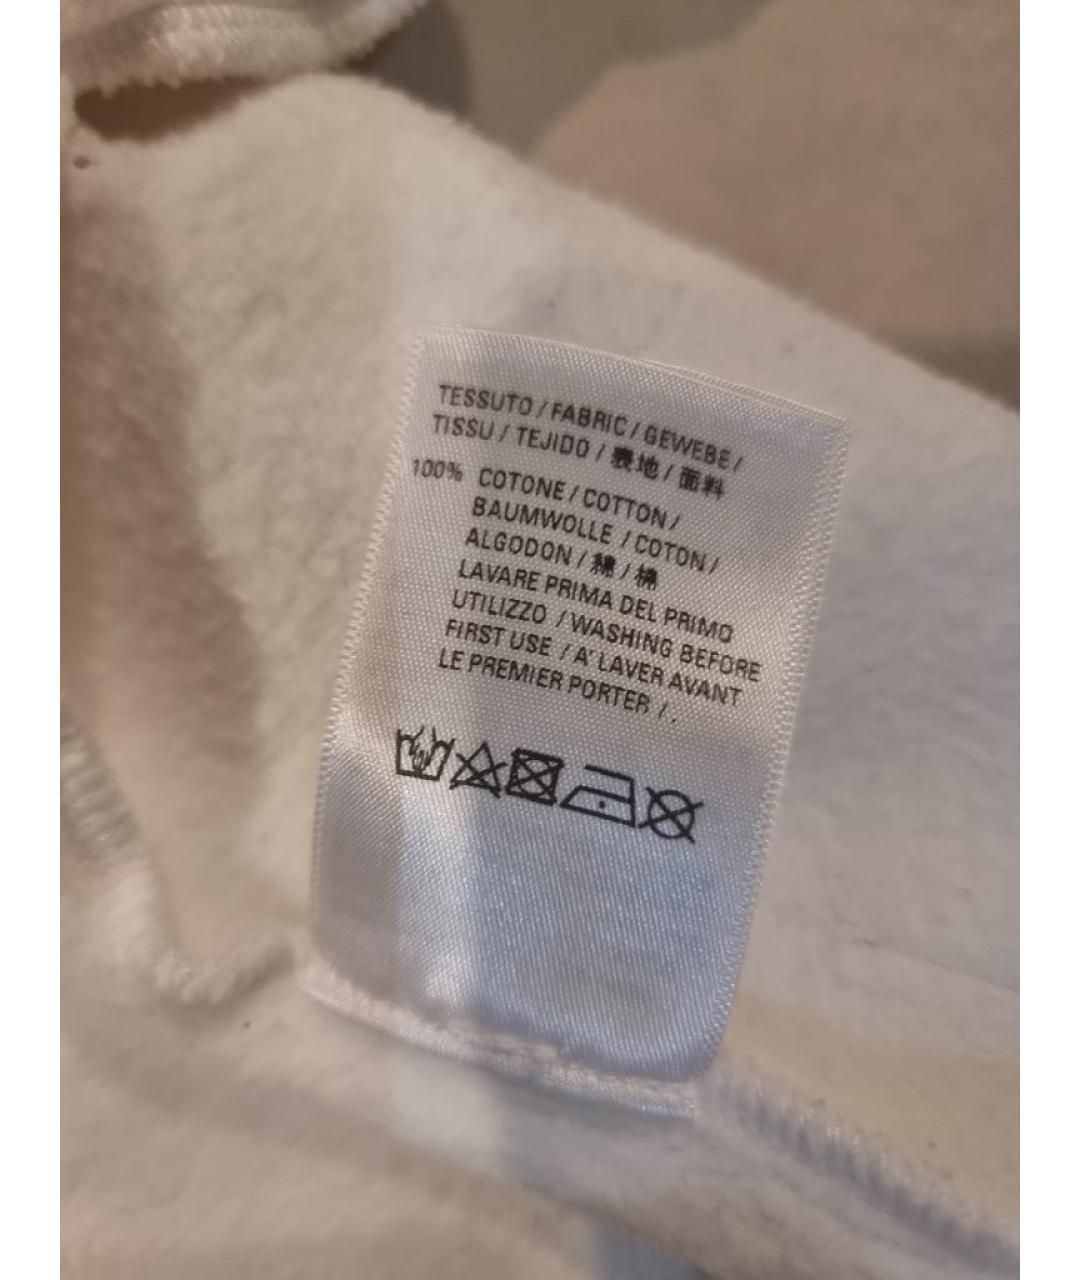 TESSUTO / FABRIC / GEWEBE /
TISSU / TEJIDO / 表地 / 面料
100% COTONE / COTTON /
BAUMWOLLE / COTON /
ALGODON / 綿 / 棉
LAVARE PRIMA DEL PRIMO
UTILIZZO / WASHING BEFORE
FIRST USE / A' LAVER AVANT
LE PREMIER PORTER / .